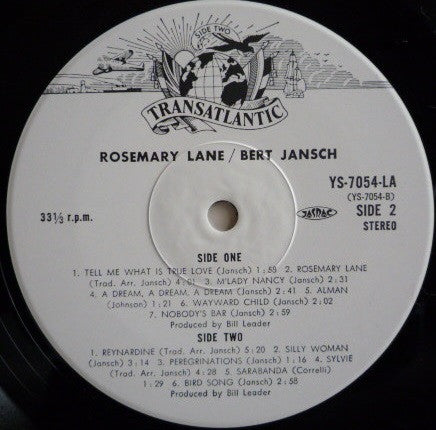 SIDE TWO
TRANSATLANTIC
ROSEMARY LANE / BERT JANSCH
YS-7054-LA
(YS-7054-B)
33⅓ r.p.m.
JASRAC
SIDE 2
STEREO
SIDE ONE
1. TELL ME WHAT IS TRUE LOVE (Jansch) 1:59 2. ROSEMARY LANE
(Trad. Arr. Jansch) 4:01 3. M'LADY NANCY (Jansch) 2:31
4. A DREAM, A DREAM, A DREAM (Jansch) 2:41 5. ALMAN
(Johnson) 1:21 6. WAYWARD CHILD (Jansch) 2:02
7. NOBODY'S BAR (Jansch) 2:59
Produced by Bill Leader
SIDE TWO
1. REYNARDINE (Trad. Arr. Jansch) 5:20 2. SILLY WOMAN
(Jansch) 2:14 3. PEREGRINATIONS (Jansch) 1:16 4. SYLVIE
(Trad. Arr. Jansch) 4:28 5. SARABANDA (Correlli)
1:29 6. BIRD SONG (Jansch) 2:58
Produced by Bill Leader